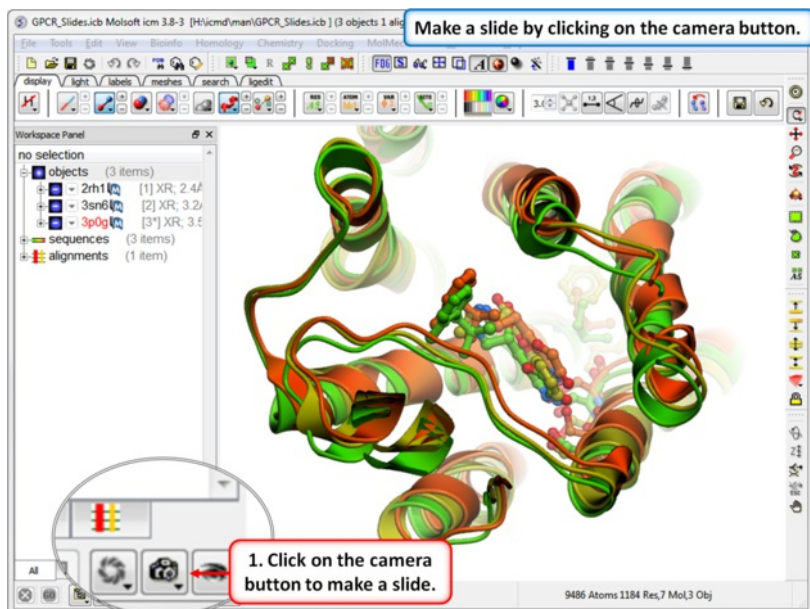 GPCR_Slides.icb Molsoft icm 3.8-3 [H:\icmd\man\GPCR_Slides.icb ] (3 objects 1 alig
Make a slide by clicking on the camera button.
File Tools Edit View Bioinfo Homology Chemistry Docking MolMec
FOG
display light labels meshes search ligedit
Workspace Panel
no selection
objects (3 items)
2rh1 [1] XR; 2.4A
3sn6 [2] XR; 3.2A
3p0g [3*] XR; 3.5
sequences (3 items)
alignments (1 item)
All
1. Click on the camera
button to make a slide.
9486 Atoms 1184 Res,7 Mol,3 Obj